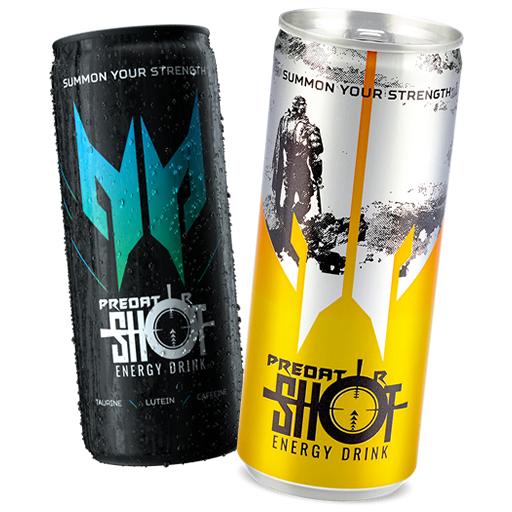 SUMMON YOUR STRENGTH
PREDATOR
SHOT
ENERGY DRINK
TAURINE LUTEIN CAFFEINE
SUMMON YOUR STRENGTH
PREDATOR
SHOT
ENERGY DRINK